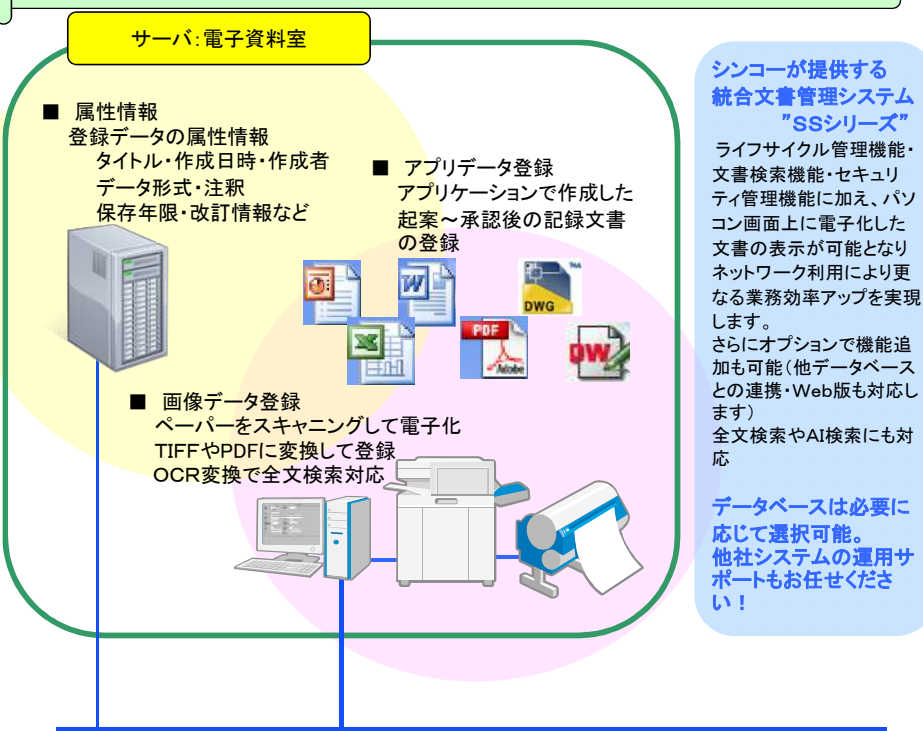 サーバ：電子資料室
■ 属性情報
登録データの属性情報
タイトル・作成日時・作成者
データ形式・注釈
保存年限・改訂情報など
■ アプリデータ登録
アプリケーションで作成した
起案～承認後の記録文書
の登録
DWG
PDF
Adobe
DW
■ 画像データ登録
ペーパーをスキャニングして電子化
TIFFやPDFに変換して登録
OCR変換で全文検索対応
シンコーが提供する
統合文書管理システム
”SSシリーズ”
ライフサイクル管理機能・
文書検索機能・セキュリ
ティ管理機能に加え、パソ
コン画面上に電子化した
文書の表示が可能となり
ネットワーク利用により更
なる業務効率アップを実現
します。
さらにオプションで機能追
加も可能（他データベース
との連携・Web版も対応し
ます）
全文検索やAI検索にも対
応
データベースは必要に
応じて選択可能。
他社システムの運用サ
ポートもお任せくださ
い！